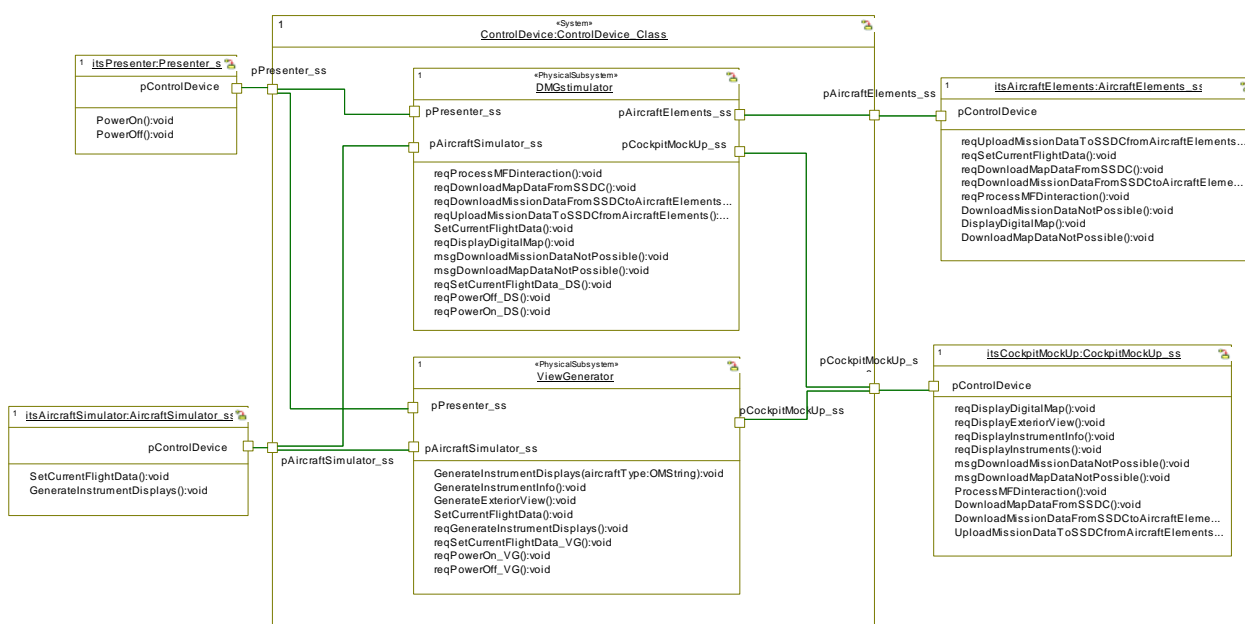 1
«System»
ControlDevice:ControlDevice_Class
1
itsPresenter:Presenter_s
pControlDevice
PowerOn():void
PowerOff():void
pPresenter_ss
1
«PhysicalSubsystem»
DMGstimulator
pPresenter_ss
pAircraftElements_ss
pAircraftSimulator_ss
pCockpitMockUp_ss
reqProcessMFDinteraction():void
reqDownloadMapDataFromSSDC():void
reqDownloadMissionDataFromSSDCtoAircraftElements...
reqUploadMissionDataToSSDCfromAircraftElements():...
SetCurrentFlightData():void
reqDisplayDigitalMap():void
msgDownloadMissionDataNotPossible():void
msgDownloadMapDataNotPossible():void
reqSetCurrentFlightData_DS():void
reqPowerOff_DS():void
reqPowerOn_DS():void
pAircraftElements_ss
1
itsAircraftElements:AircraftElements_ss
pControlDevice
reqUploadMissionDataToSSDCfromAircraftElements...
reqSetCurrentFlightData():void
reqDownloadMapDataFromSSDC():void
reqDownloadMissionDataFromSSDCtoAircraftEleme...
reqProcessMFDinteraction():void
DownloadMissionDataNotPossible():void
DisplayDigitalMap():void
DownloadMapDataNotPossible():void
1
«PhysicalSubsystem»
ViewGenerator
pPresenter_ss
pCockpitMockUp_ss
pAircraftSimulator_ss
GenerateInstrumentDisplays(aircraftType:OMString):void
GenerateInstrumentInfo():void
GenerateExteriorView():void
SetCurrentFlightData():void
reqGenerateInstrumentDisplays():void
reqSetCurrentFlightData_VG():void
reqPowerOn_VG():void
reqPowerOff_VG():void
pCockpitMockUp_s
s
1
itsCockpitMockUp:CockpitMockUp_ss
pControlDevice
reqDisplayDigitalMap():void
reqDisplayExteriorView():void
reqDisplayInstrumentInfo():void
reqDisplayInstruments():void
msgDownloadMissionDataNotPossible():void
msgDownloadMapDataNotPossible():void
ProcessMFDinteraction():void
DownloadMapDataFromSSDC():void
DownloadMissionDataFromSSDCtoAircraftEleme...
UploadMissionDataToSSDCfromAircraftElements...
1
itsAircraftSimulator:AircraftSimulator_ss
pControlDevice
SetCurrentFlightData():void
GenerateInstrumentDisplays():void
pAircraftSimulator_ss